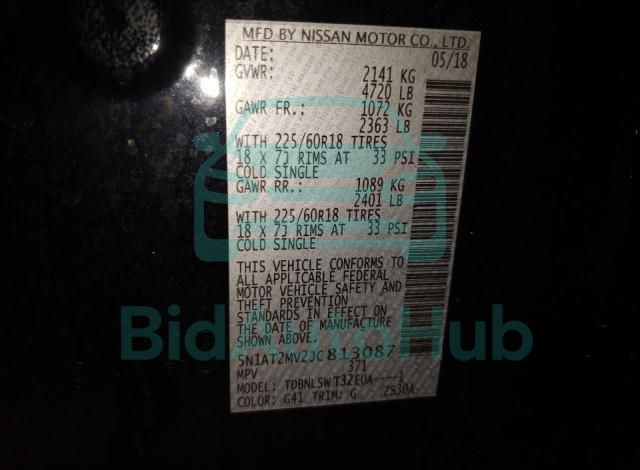 MFD BY NISSAN MOTOR CO., LTD.
DATE: 05/18
GVWR: 2141 KG
4720 LB
GAWR FR.: 1072 KG
2363 LB
WITH 225/60R18 TIRES
18 X 7J RIMS AT 33 PSI
COLD SINGLE
GAWR RR.: 1089 KG
2401 LB
WITH 225/60R18 TIRES
18 X 7J RIMS AT 33 PSI
COLD SINGLE
THIS VEHICLE CONFORMS TO
ALL APPLICABLE FEDERAL
MOTOR VEHICLE SAFETY AND
THEFT PREVENTION
STANDARDS IN EFFECT ON
THE DATE OF MANUFACTURE
SHOWN ABOVE.
5N1AT2MV2JC813087
MPV 371
MODEL: TDBNLSW T32EUA-----1
COLOR: G41 TRIM: G ZS30A
BidAutoHub